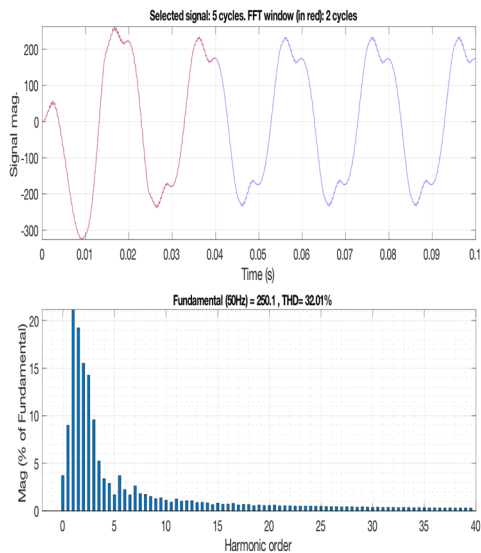 Selected signal: 5 cycles. FFT window (in red): 2 cycles
200
100
0
-100
-200
-300
Signal mag.
0 0.01 0.02 0.03 0.04 0.05 0.06 0.07 0.08 0.09 0.1
Time (s)
Fundamental (50Hz) = 250.1 , THD= 32.01%
20
15
10
5
0
Mag (% of Fundamental)
0 5 10 15 20 25 30 35 40
Harmonic order